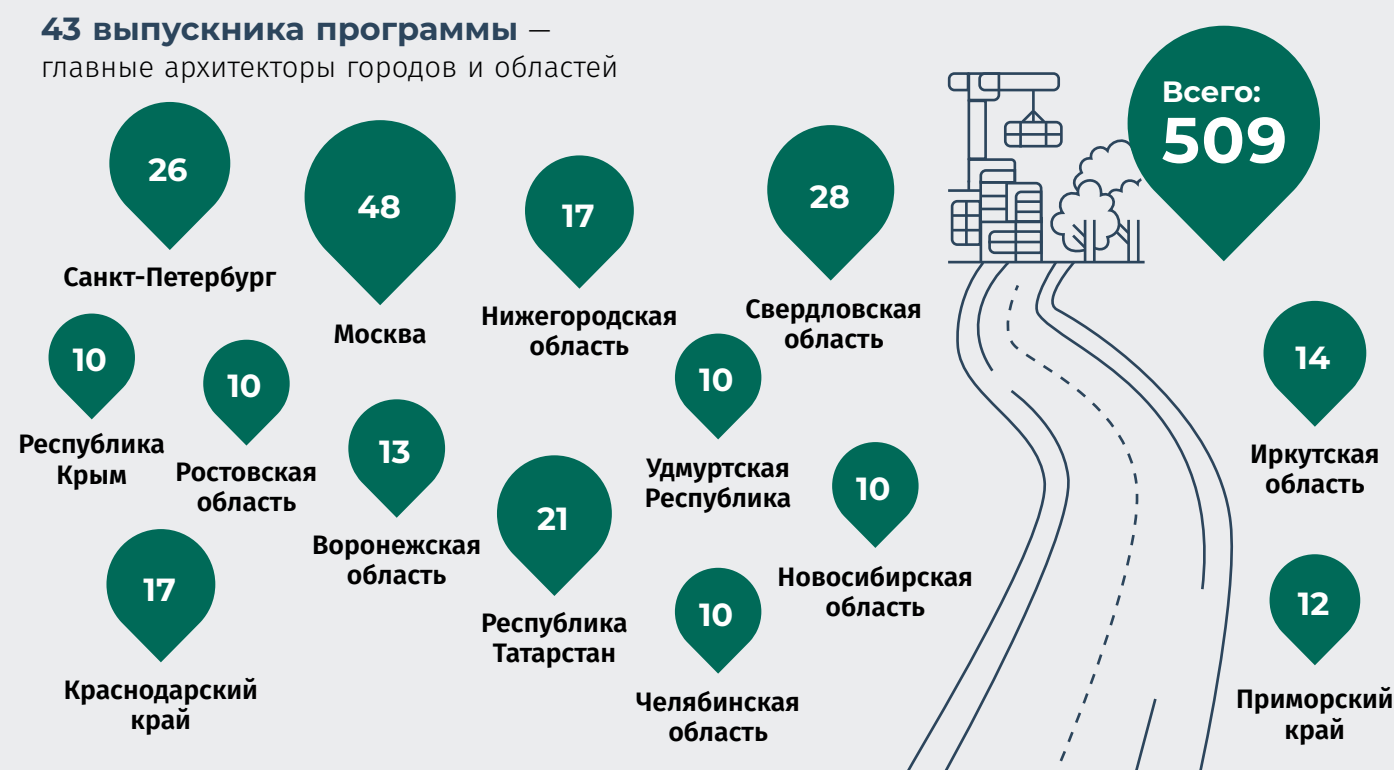 43 выпускника программы –
главные архитекторы городов и областей
Всего:
509
26
Санкт-Петербург
48
Москва
17
Нижегородская
область
28
Свердловская
область
10
Республика
Крым
10
Ростовская
область
13
Воронежская
область
10
Удмуртская
Республика
14
Иркутская
область
17
Краснодарский
край
21
Республика
Татарстан
10
Новосибирская
область
10
Челябинская
область
12
Приморский
край